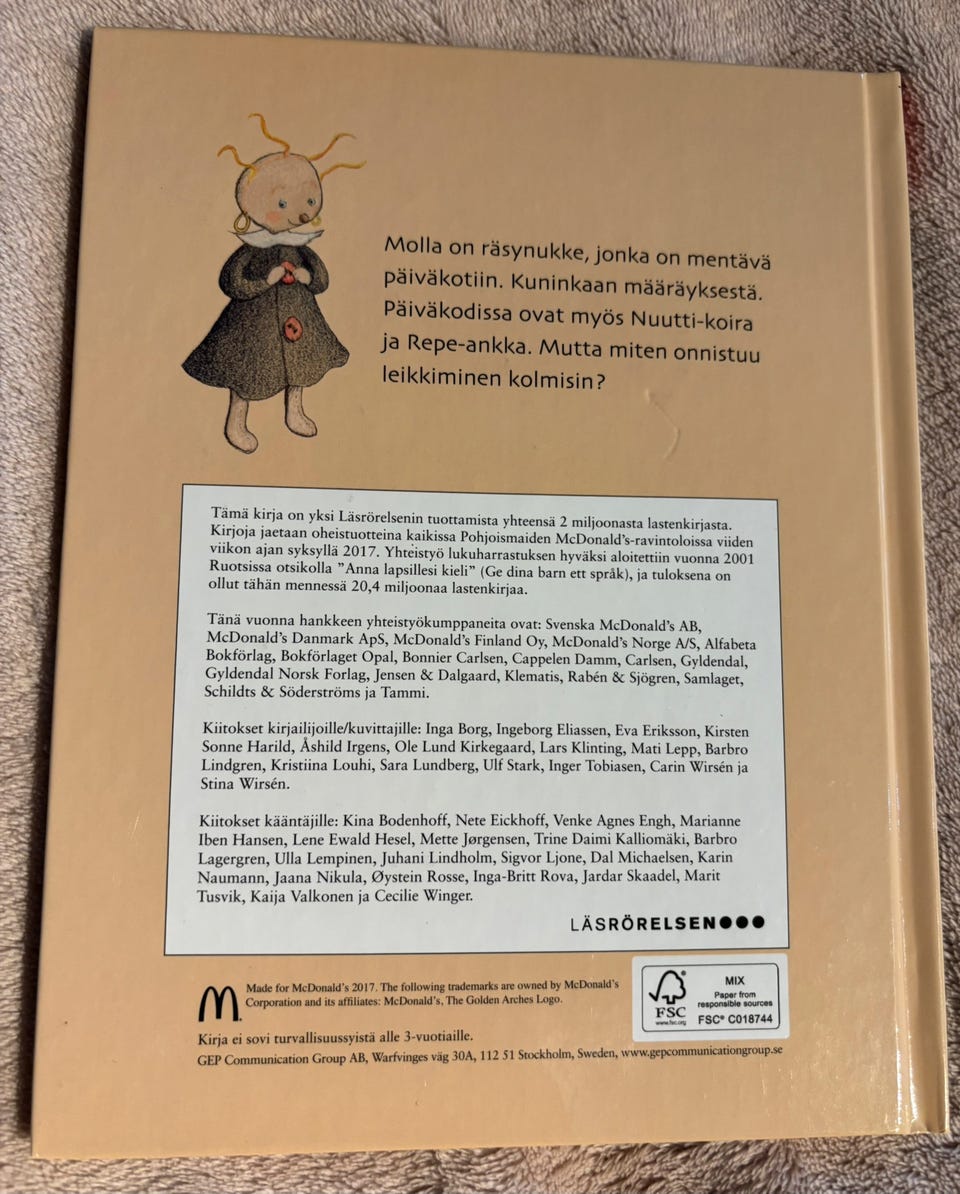 Molla on räsynukke, jonka on mentävä
päiväkotiin. Kuninkaan määräyksestä.
Päiväkodissa ovat myös Nuutti-koira
ja Repe-ankka. Mutta miten onnistuu
leikkiminen kolmisin?
Tämä kirja on yksi Läsrörelsenin tuottamista yhteensä 2 miljoonasta lastenkirjasta.
Kirjoja jaetaan oheistuotteina kaikissa Pohjoismaiden McDonald's-ravintoloissa viiden
viikon ajan syksyllä 2017. Yhteistyö lukuharrastuksen hyväksi aloitettiin vuonna 2001
Ruotsissa otsikolla ”Anna lapsillesi kieli” (Ge dina barn ett språk), ja tuloksena on
ollut tähän mennessä 20,4 miljoonaa lastenkirjaa.
Tänä vuonna hankkeen yhteistyökumppaneita ovat: Svenska McDonald's AB,
McDonald's Danmark ApS, McDonald's Finland Oy, McDonald's Norge A/S, Alfabeta
Bokförlag, Bokförlaget Opal, Bonnier Carlsen, Cappelen Damm, Carlsen, Gyldendal,
Gyldendal Norsk Forlag, Jensen & Dalgaard, Klematis, Rabén & Sjögren, Samlaget,
Schildts & Söderströms ja Tammi.
Kiitokset kirjailijoille/kuvittajille: Inga Borg, Ingeborg Eliassen, Eva Eriksson, Kirsten
Sonne Harild, Åshild Irgens, Ole Lund Kirkegaard, Lars Klinting, Mati Lepp, Barbro
Lindgren, Kristiina Louhi, Sara Lundberg, Ulf Stark, Inger Tobiasen, Carin Wirsén ja
Stina Wirsén.
Kiitokset kääntäjille: Kina Bodenhoff, Nete Eickhoff, Venke Agnes Engh, Marianne
Iben Hansen, Lene Ewald Hesel, Mette Jørgensen, Trine Daimi Kalliomäki, Barbro
Lagergren, Ulla Lempinen, Juhani Lindholm, Sigvor Ljone, Dal Michaelsen, Karin
Naumann, Jaana Nikula, Øystein Rosse, Inga-Britt Rova, Jardar Skaadel, Marit
Tusvik, Kaija Valkonen ja Cecilie Winger.
LÄSRÖRELSEN
Made for McDonald's 2017. The following trademarks are owned by McDonald's
Corporation and its affiliates: McDonald's, The Golden Arches Logo.
Kirja ei sovi turvallisuussyistä alle 3-vuotiaille.
GEP Communication Group AB, Warfvinges väg 30A, 112 51 Stockholm, Sweden, www.gepcommunicationgroup.se
FSC
www.fsc.org
MIX
Paper from
responsible sources
FSC® C018744